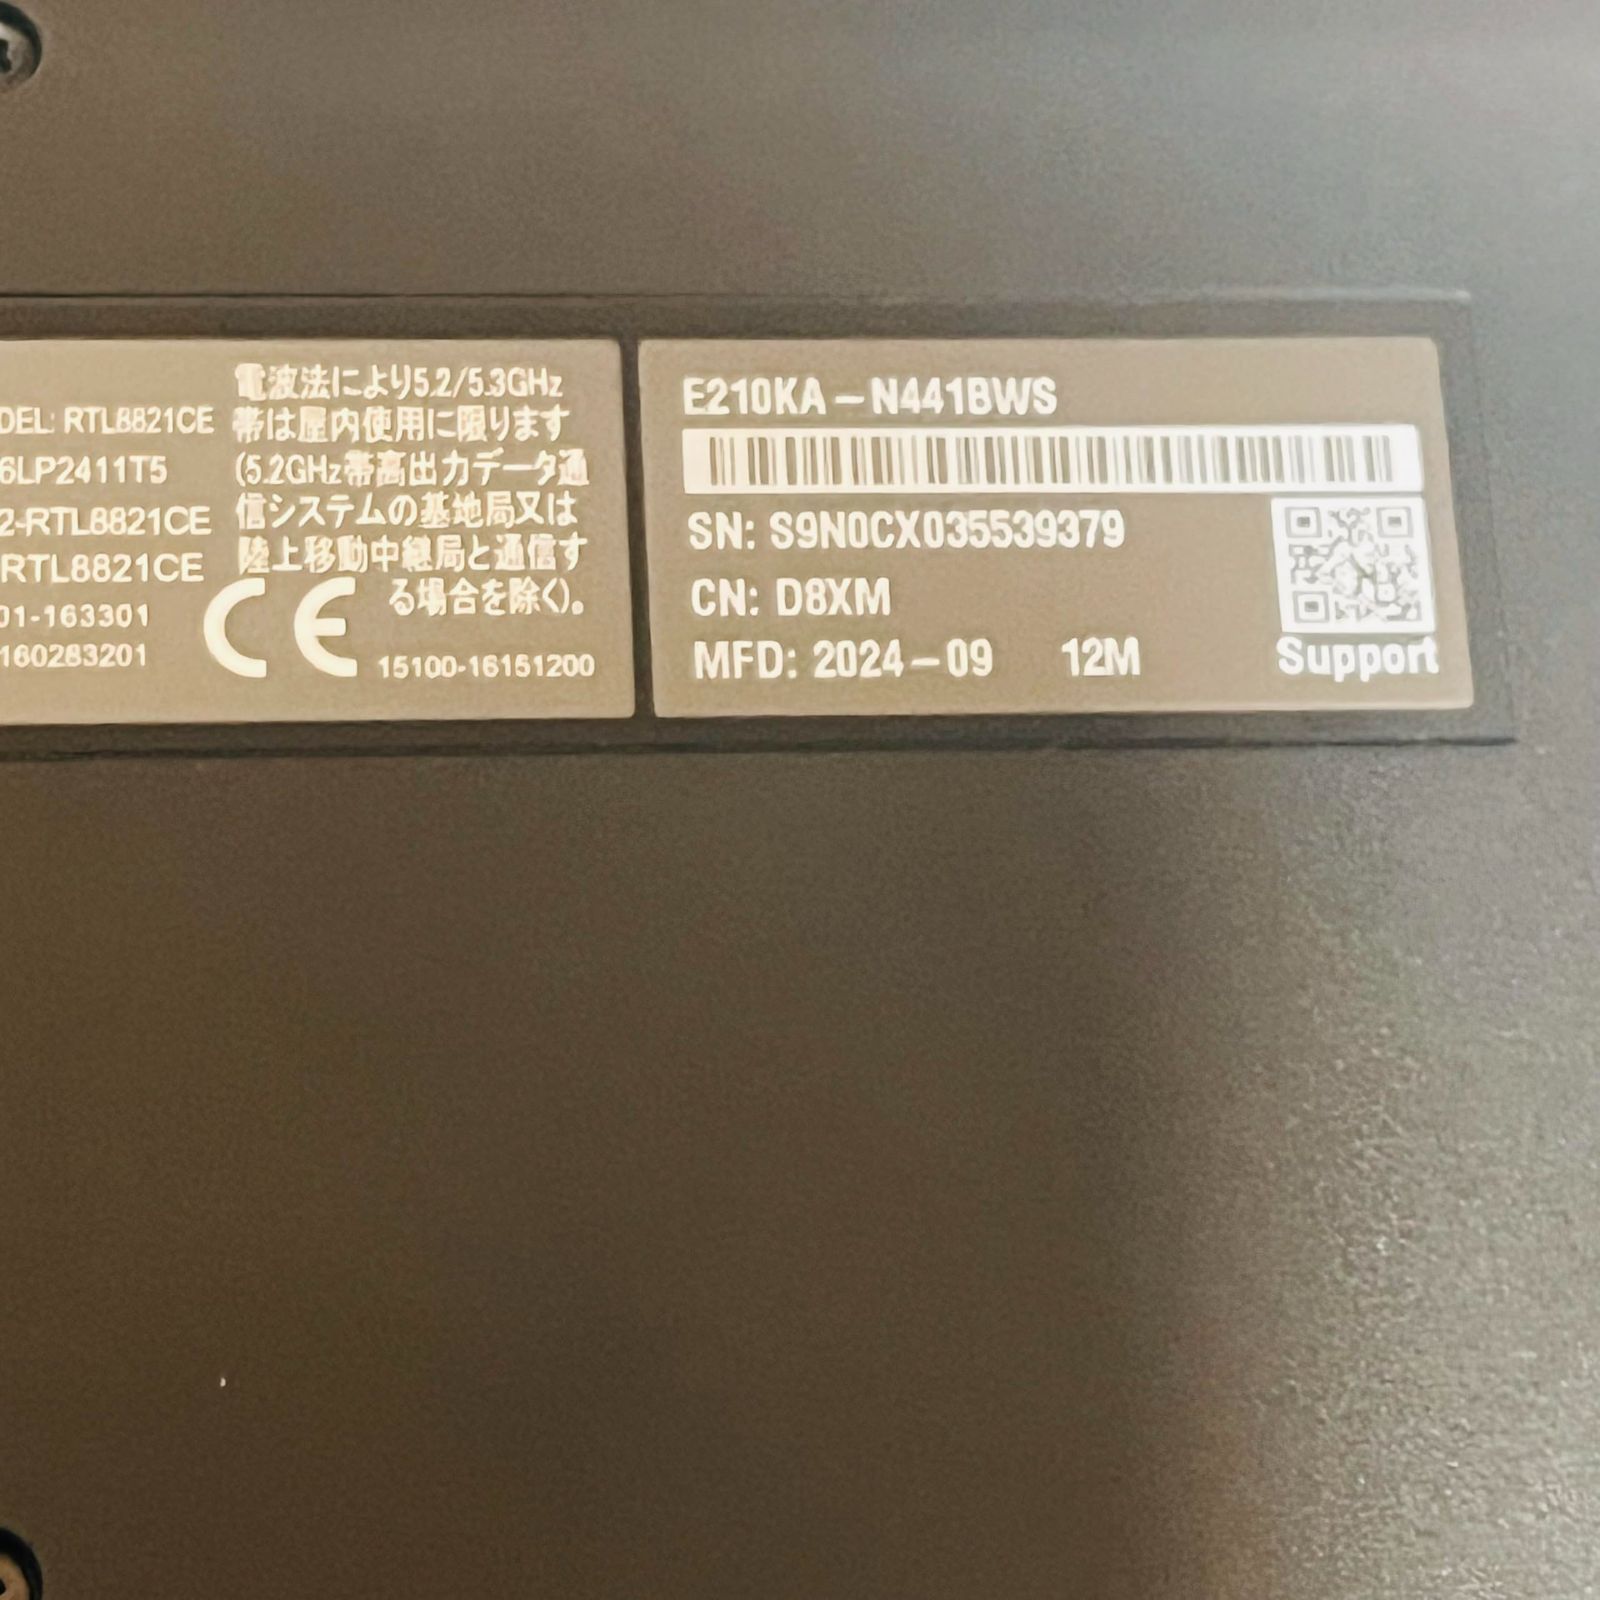 DEL: RTL8821CE
6LP2411T5
2-RTL8821CE
RTL8821CE
01-163301
160283201
電波法により5.2/5.3GHz
帯は屋内使用に限ります
(5.2GHz帯高出力データ通
信システムの基地局又は
陸上移動中継局と通信す
る場合を除く)。
CE
15100-16151200
E210KA-N441BWS
SN: S9N0CX035539379
CN: D8XM
MFD: 2024-09 12M
Support